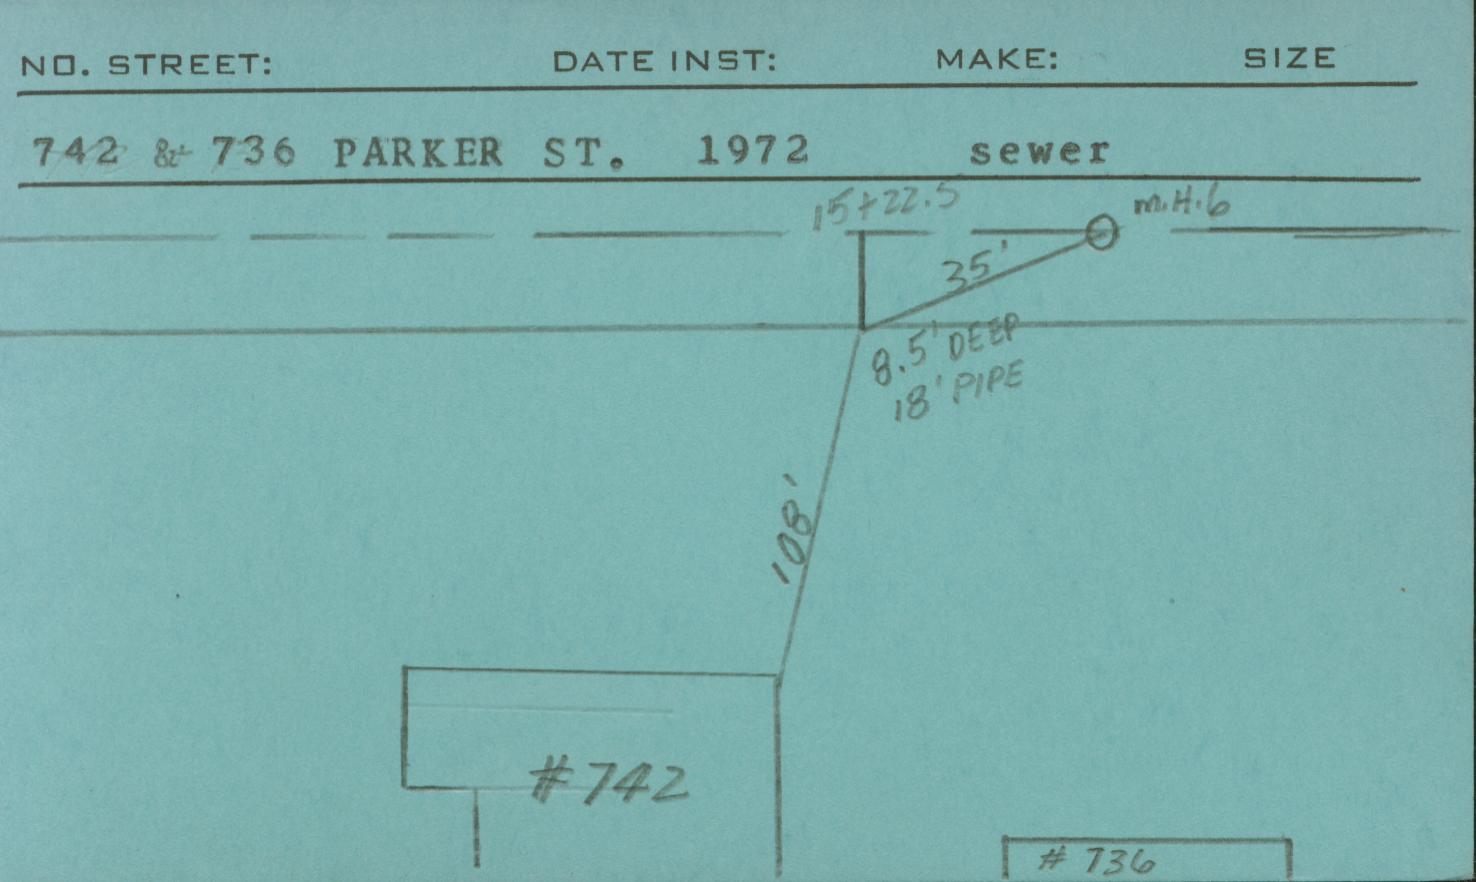 NO. STREET: DATE INST: MAKE: SIZE
742 & 736 PARKER ST. 1972 sewer
15+22.5 m.H.6
35'
8.5' DEEP
18' PIPE
108'
#742
# 736